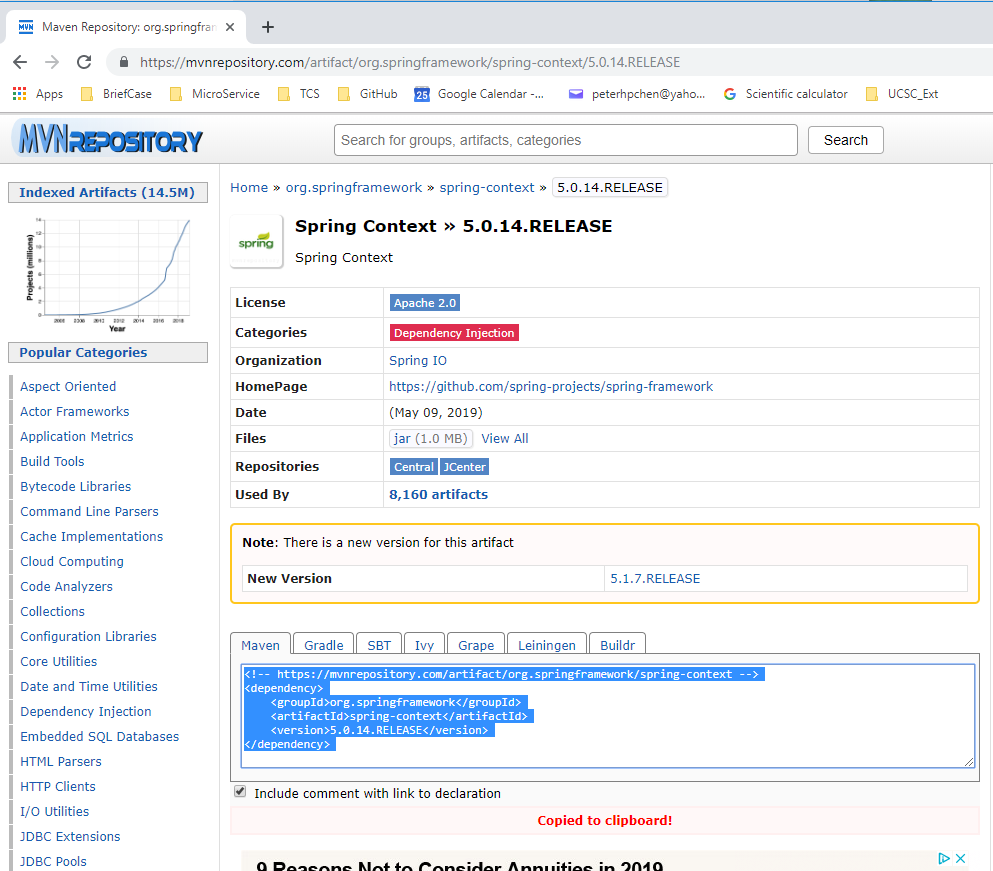 Maven Repository: org.springfran
https://mvnrepository.com/artifact/org.springframework/spring-context/5.0.14.RELEASE
Apps BriefCase MicroService TCS GitHub 25 Google Calendar -... peterhpchen@yaho... Scientific calculator UCSC_Ext
MVNREPOSITORY
Search for groups, artifacts, categories
Search
Indexed Artifacts (14.5M)
Projects (millions)
14
12
10
8
6
4
2
0
2006 2008 2010 2012 2014 2016 2018
Year
Popular Categories
Aspect Oriented
Actor Frameworks
Application Metrics
Build Tools
Bytecode Libraries
Command Line Parsers
Cache Implementations
Cloud Computing
Code Analyzers
Collections
Configuration Libraries
Core Utilities
Date and Time Utilities
Dependency Injection
Embedded SQL Databases
HTML Parsers
HTTP Clients
I/O Utilities
JDBC Extensions
JDBC Pools
Home » org.springframework » spring-context » 5.0.14.RELEASE
spring
Spring Context » 5.0.14.RELEASE
Spring Context
License Apache 2.0
Categories Dependency Injection
Organization Spring IO
HomePage https://github.com/spring-projects/spring-framework
Date (May 09, 2019)
Files jar (1.0 MB) View All
Repositories Central JCenter
Used By 8,160 artifacts
Note: There is a new version for this artifact
New Version 5.1.7.RELEASE
Maven Gradle SBT Ivy Grape Leiningen Buildr
<!-- https://mvnrepository.com/artifact/org.springframework/spring-context -->
<dependency>
    <groupId>org.springframework</groupId>
    <artifactId>spring-context</artifactId>
    <version>5.0.14.RELEASE</version>
</dependency>
Include comment with link to declaration
Copied to clipboard!
9 Reasons Not to Consider Annuities in 2019